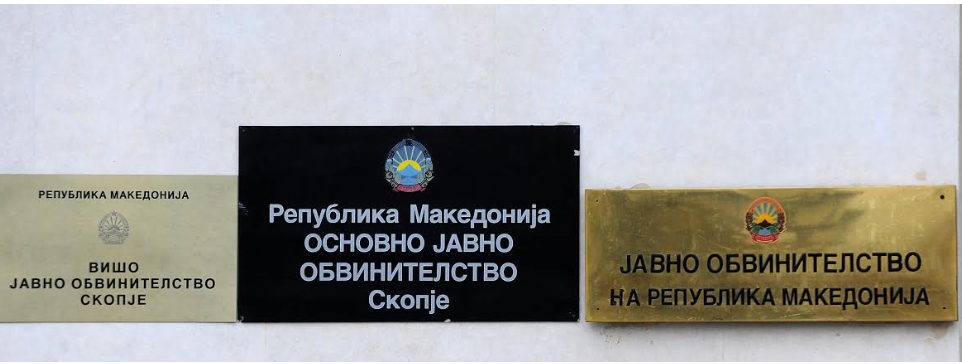 РЕПУБЛИКА МАКЕДОНИЈА
ВИШО
ЈАВНО ОБВИНИТЕЛСТВО
СКОПЈЕ
Република Македонија
ОСНОВНО ЈАВНО
ОБВИНИТЕЛСТВО
Скопје
ЈАВНО ОБВИНИТЕЛСТВО
НА РЕПУБЛИКА МАКЕДОНИЈА